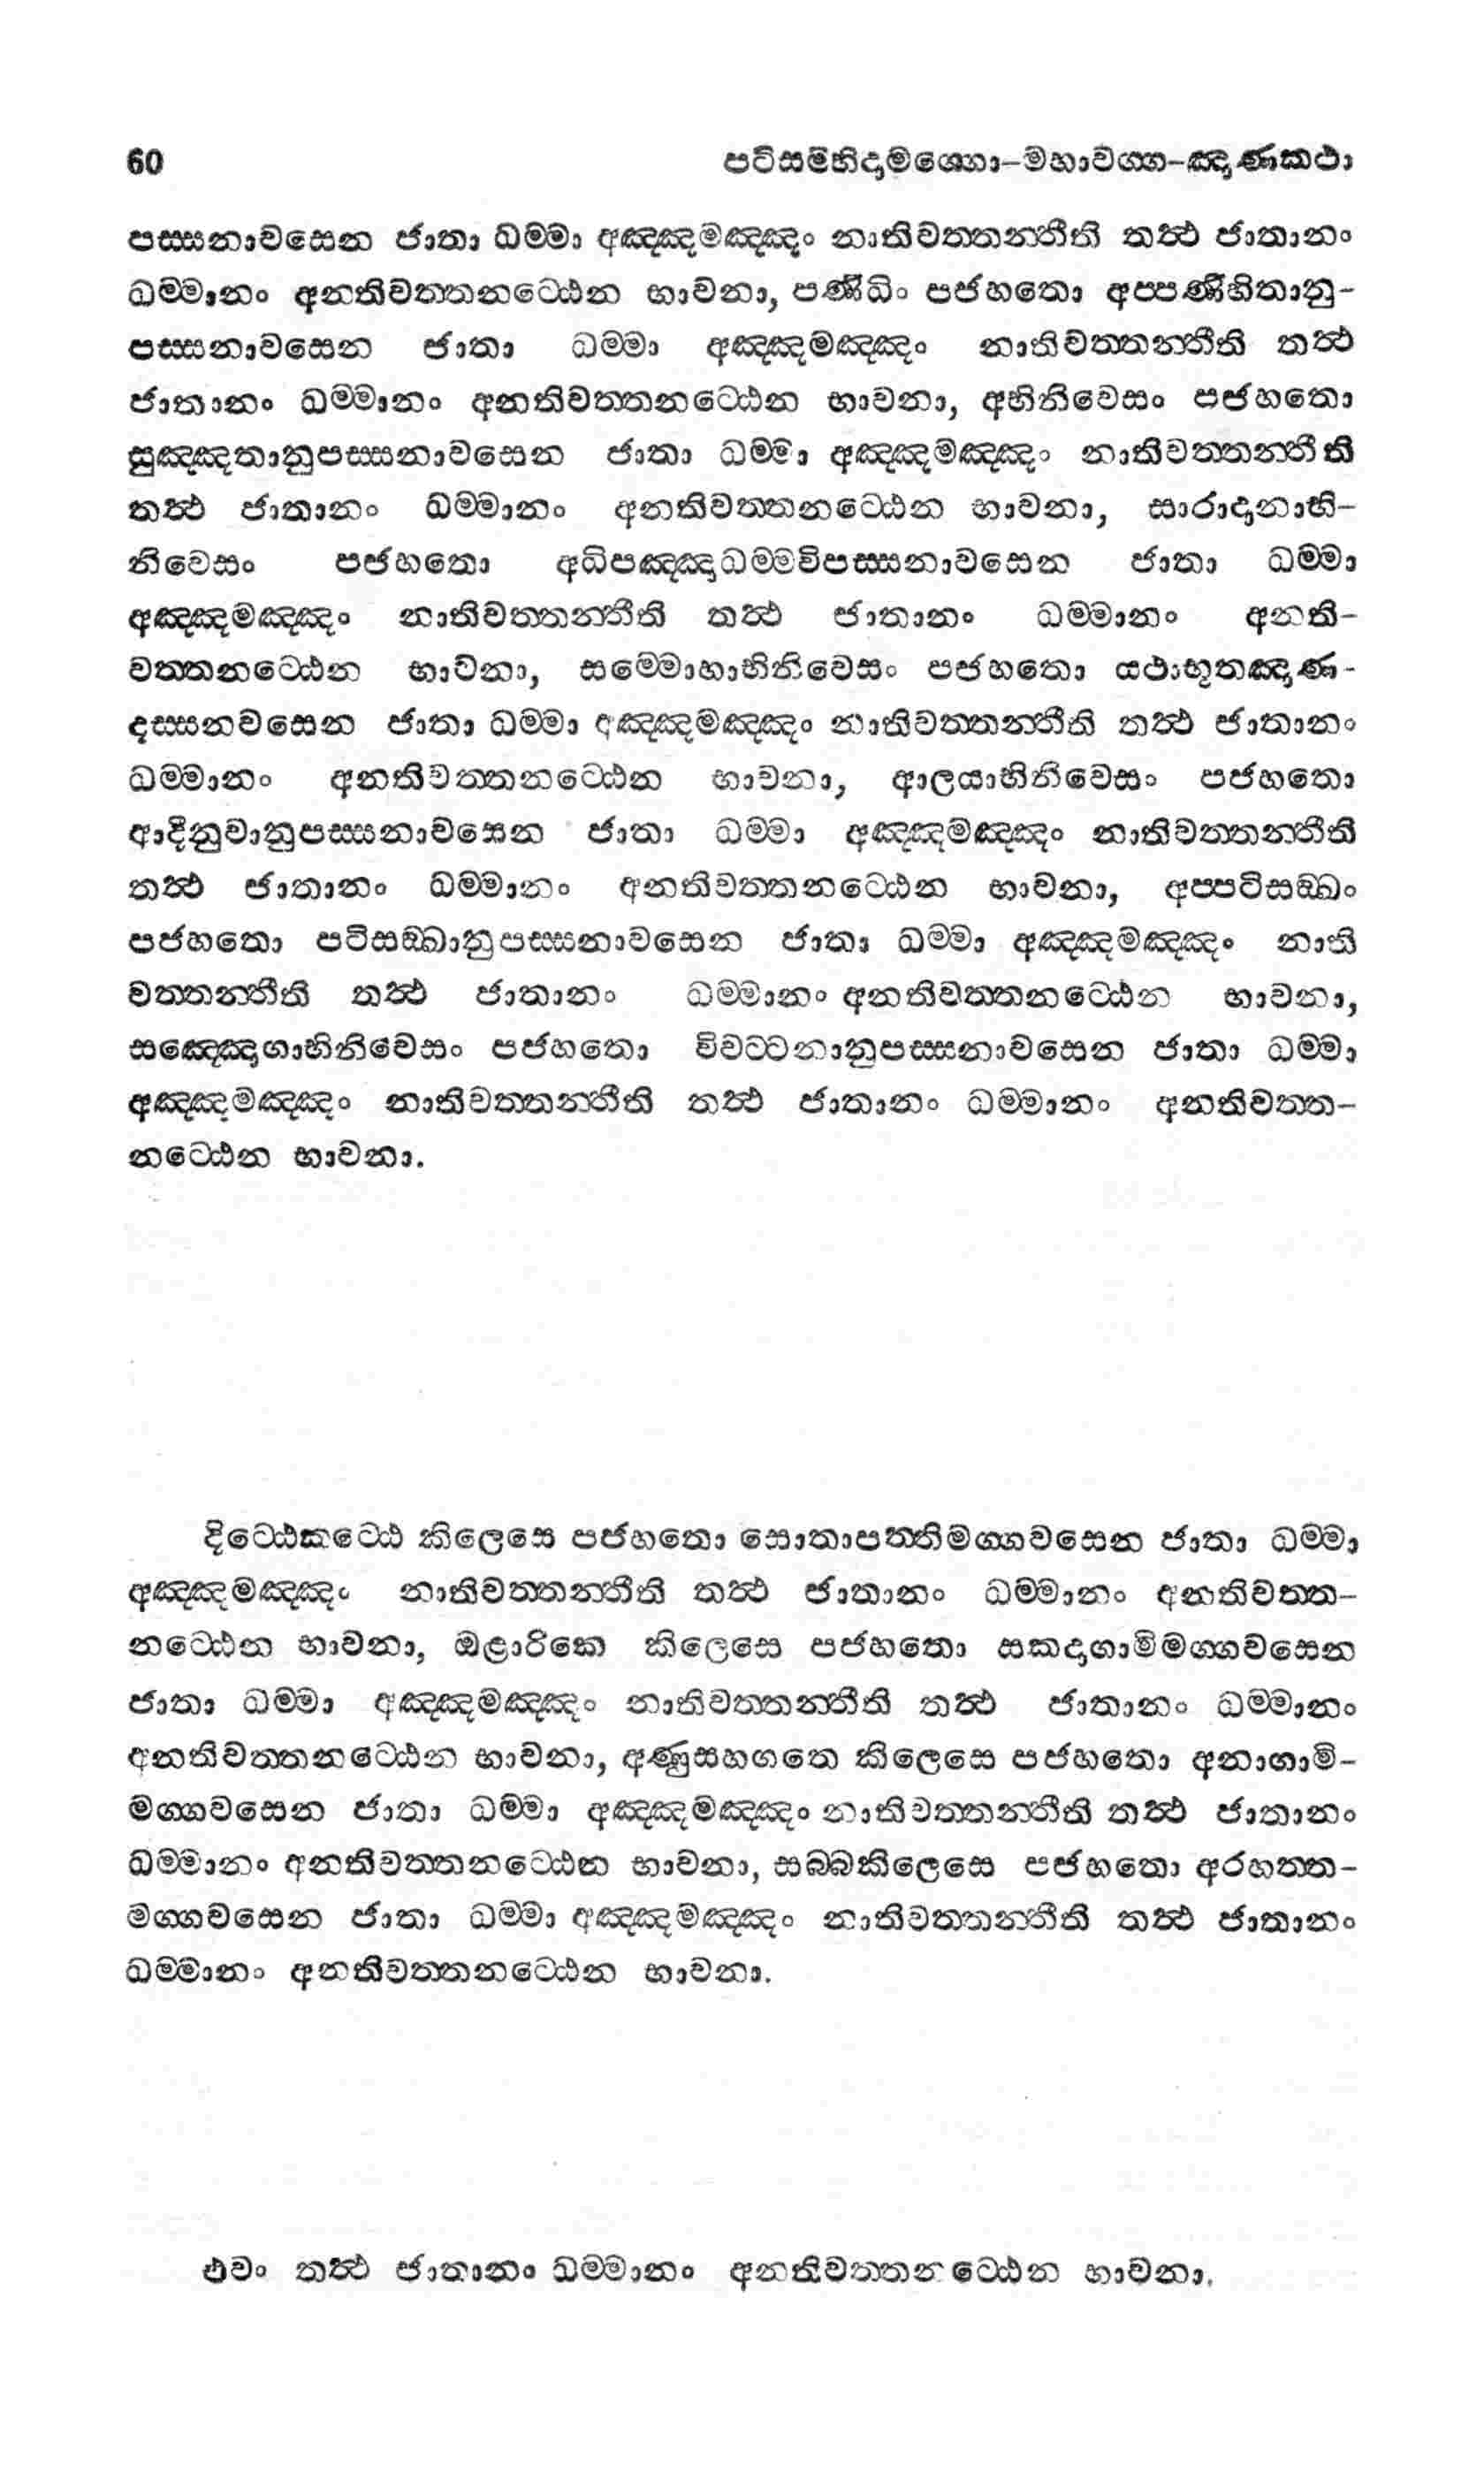 60 පටිසම්භිදාමග්ගො-මහාවග්ග-ඤාණකථා
පස්සනාවසෙන ජාතා ධම්මා අඤ්ඤමඤ්ඤං නාතිවත්තන්තීති තත්ථ ජාතානං
ධම්මානං අනතිවත්තනට්ඨෙන භාවනා, පණිධිං පජහතො අප්පණිහිතානු-
පස්සනාවසෙන ජාතා ධම්මා අඤ්ඤමඤ්ඤං නාතිවත්තන්තීති තත්ථ
ජාතානං ධම්මානං අනතිවත්තනට්ඨෙන භාවනා, අභිනිවෙසං පජහතො
සුඤ්ඤතානුපස්සනාවසෙන ජාතා ධම්මා අඤ්ඤමඤ්ඤං නාතිවත්තන්තීති
තත්ථ ජාතානං ධම්මානං අනතිවත්තනට්ඨෙන භාවනා, සාරාදානාභි-
නිවෙසං පජහතො අධිපඤ්ඤාධම්මවිපස්සනාවසෙන ජාතා ධම්මා
අඤ්ඤමඤ්ඤං නාතිවත්තන්තීති තත්ථ ජාතානං ධම්මානං අනති-
වත්තනට්ඨෙන භාවනා, සම්මොහාභිනිවෙසං පජහතො යථාභූතඤාණ-
දස්සනවසෙන ජාතා ධම්මා අඤ්ඤමඤ්ඤං නාතිවත්තන්තීති තත්ථ ජාතානං
ධම්මානං අනතිවත්තනට්ඨෙන භාවනා, ආලයාභිනිවෙසං පජහතො
ආදීනුවානුපස්සනාවසෙන ජාතා ධම්මා අඤ්ඤමඤ්ඤං නාතිවත්තන්තීති
තත්ථ ජාතානං ධම්මානං අනතිවත්තනට්ඨෙන භාවනා, අප්පටිසඞ්ඛං
පජහතො පටිසඞ්ඛානුපස්සනාවසෙන ජාතා ධම්මා අඤ්ඤමඤ්ඤං නාති
වත්තන්තීති තත්ථ ජාතානං ධම්මානං අනතිවත්තනට්ඨෙන භාවනා,
සඤ්ඤොගාභිනිවෙසං පජහතො විවට්ටනානුපස්සනාවසෙන ජාතා ධම්මා
අඤ්ඤමඤ්ඤං නාතිවත්තන්තීති තත්ථ ජාතානං ධම්මානං අනතිවත්ත-
නට්ඨෙන භාවනා.
දිට්ඨෙකට්ඨෙ කිලෙසෙ පජහතො සොතාපත්තිමග්ගවසෙන ජාතා ධම්මා
අඤ්ඤමඤ්ඤං නාතිවත්තන්තීති තත්ථ ජාතානං ධම්මානං අනතිවත්ත-
නට්ඨෙන භාවනා, ඔළාරිකෙ කිලෙසෙ පජහතො සකදාගාමිමග්ගවසෙන
ජාතා ධම්මා අඤ්ඤමඤ්ඤං නාතිවත්තන්තීති තත්ථ ජාතානං ධම්මානං
අනතිවත්තනට්ඨෙන භාවනා, අණුසහගතෙ කිලෙසෙ පජහතො අනාගාමි-
මග්ගවසෙන ජාතා ධම්මා අඤ්ඤමඤ්ඤං නාතිවත්තන්තීති තත්ථ ජාතානං
ධම්මානං අනතිවත්තනට්ඨෙන භාවනා, සබ්බකිලෙසෙ පජහතො අරහත්ත-
මග්ගවසෙන ජාතා ධම්මා අඤ්ඤමඤ්ඤං නාතිවත්තන්තීති තත්ථ ජාතානං
ධම්මානං අනතිවත්තනට්ඨෙන භාවනා.
එවං තත්ථ ජාතානං ධම්මානං අනතිවත්තනට්ඨෙන භාවනා.